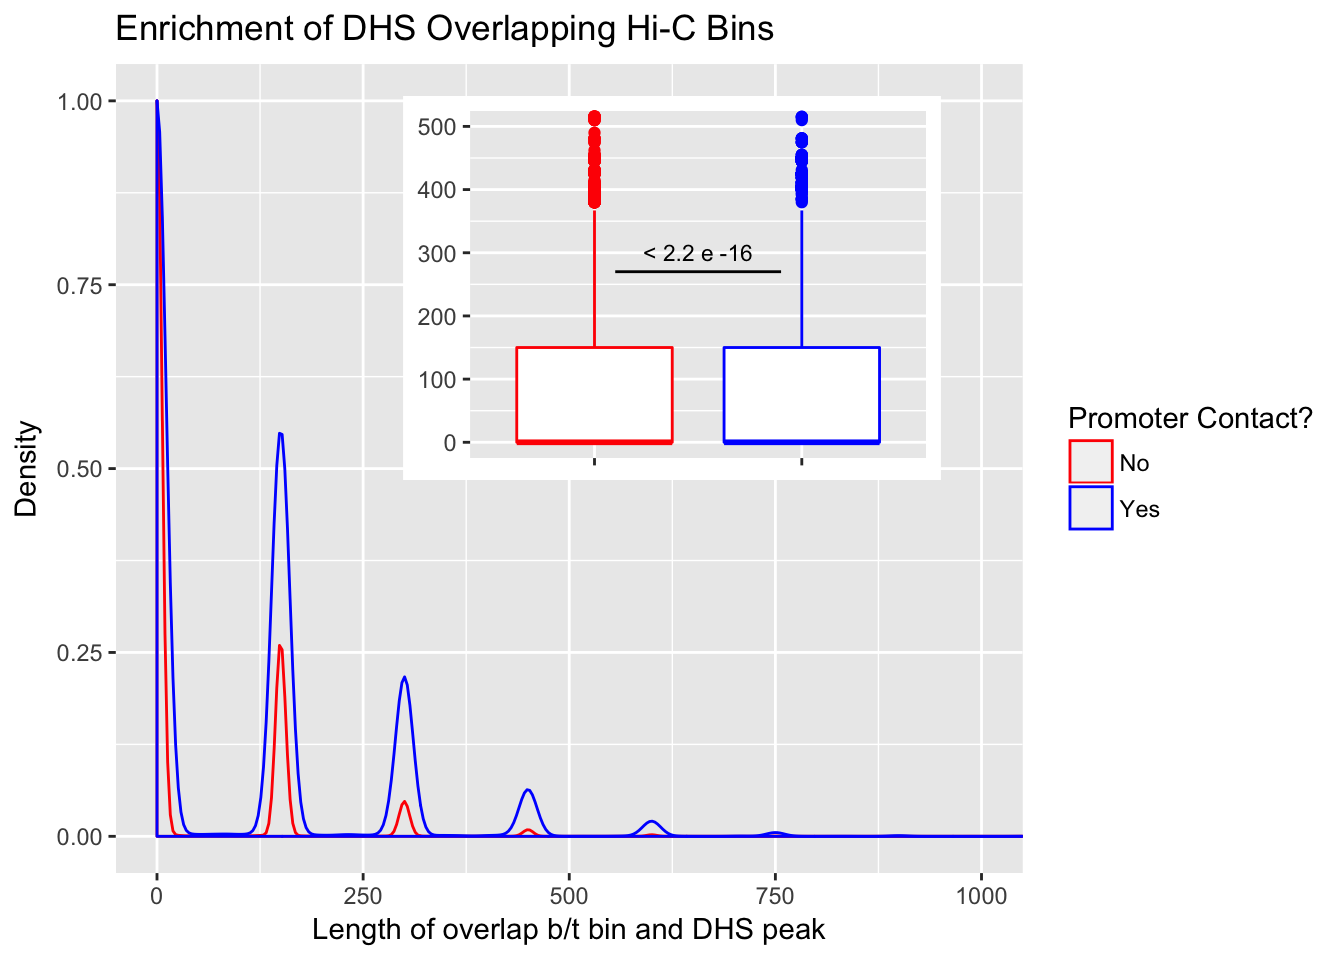 Enrichment of DHS Overlapping Hi-C Bins
Density
1.00
0.75
0.50
0.25
0.00
500
400
300
200
100
0
< 2.2 e -16
0
250
500
750
1000
Length of overlap b/t bin and DHS peak
Promoter Contact?
No
Yes